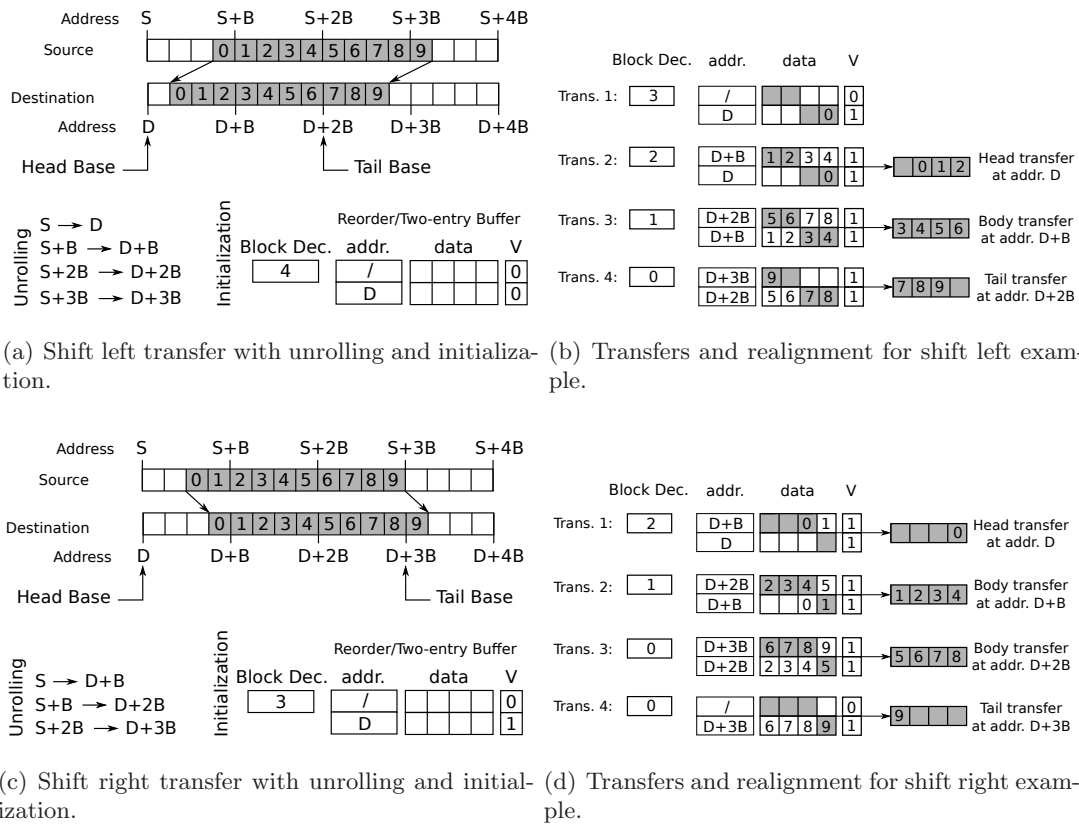 Address S S+B S+2B S+3B S+4B
Source 0 1 2 3 4 5 6 7 8 9
Destination 0 1 2 3 4 5 6 7 8 9
Address D D+B D+2B D+3B D+4B
Head Base Tail Base
Unrolling
S → D
S+B → D+B
S+2B → D+2B
S+3B → D+3B
Initialization
Reorder/Two-entry Buffer
Block Dec. addr. data V
4 / 0
D 0
(a) Shift left transfer with unrolling and initializa-
tion.
Block Dec. addr. data V
Trans. 1: 3 / 0
D 0 1
Trans. 2: 2 D+B 1 2 3 4 1
D 0 1
0 1 2
Head transfer
at addr. D
Trans. 3: 1 D+2B 5 6 7 8 1
D+B 1 2 3 4 1
3 4 5 6
Body transfer
at addr. D+B
Trans. 4: 0 D+3B 9 1
D+2B 5 6 7 8 1
7 8 9
Tail transfer
at addr. D+2B
(b) Transfers and realignment for shift left exam-
ple.
Address S S+B S+2B S+3B S+4B
Source 0 1 2 3 4 5 6 7 8 9
Destination 0 1 2 3 4 5 6 7 8 9
Address D D+B D+2B D+3B D+4B
Head Base Tail Base
Unrolling
S → D+B
S+B → D+2B
S+2B → D+3B
Initialization
Reorder/Two-entry Buffer
Block Dec. addr. data V
3 / 0
D 1
(c) Shift right transfer with unrolling and initial-
ization.
Block Dec. addr. data V
Trans. 1: 2 D+B 0 1 1
D 1
0
Head transfer
at addr. D
Trans. 2: 1 D+2B 2 3 4 5 1
D+B 0 1 1
1 2 3 4
Body transfer
at addr. D+B
Trans. 3: 0 D+3B 6 7 8 9 1
D+2B 2 3 4 5 1
5 6 7 8
Body transfer
at addr. D+2B
Trans. 4: 0 / 0
D+3B 6 7 8 9 1
9
Tail transfer
at addr. D+3B
(d) Transfers and realignment for shift right exam-
ple.